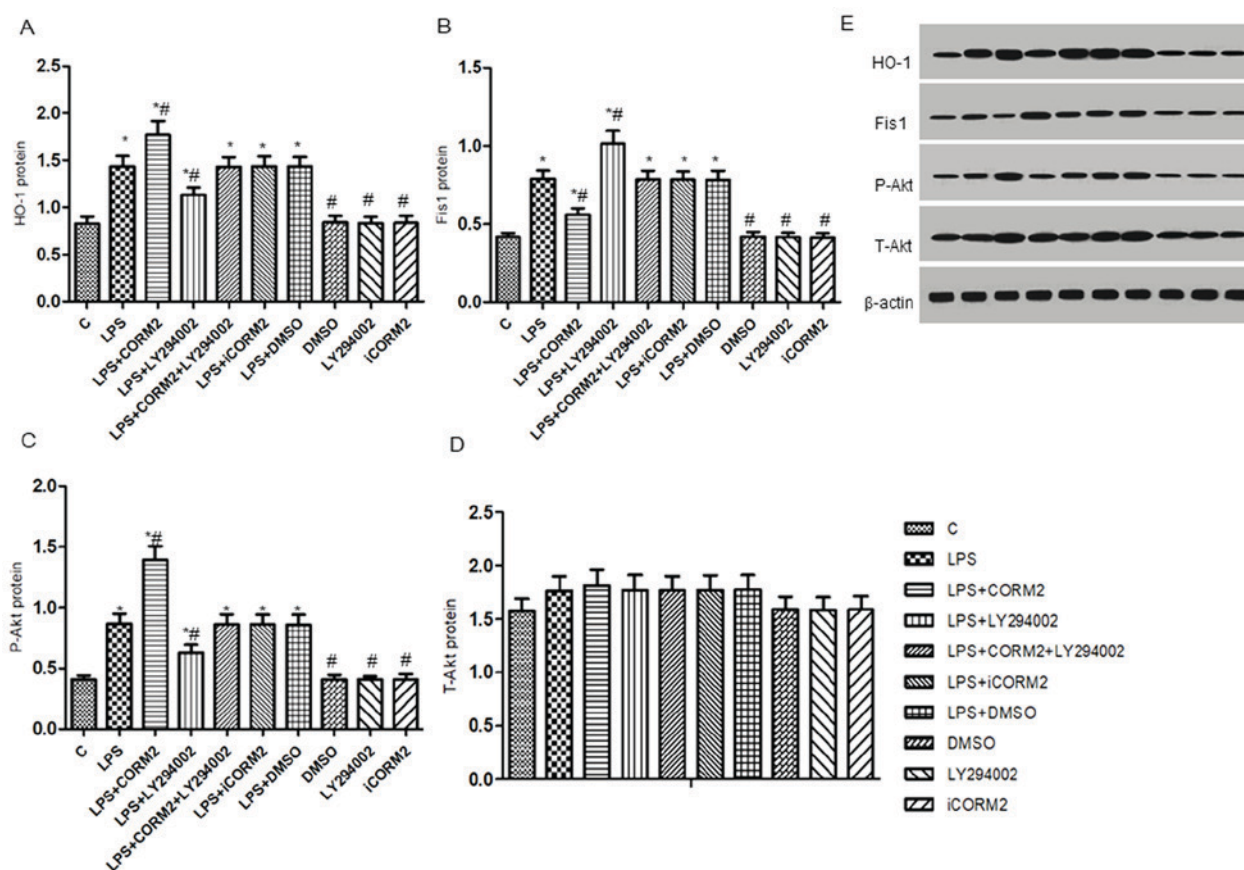 A
HO-1 protein
2.5
2.0
1.5
1.0
0.5
0.0
*
*#
*#
*
*
*
#
#
#
C
LPS
LPS+CORM2
LPS+LY294002
LPS+CORM2+LY294002
LPS+iCORM2
LPS+DMSO
DMSO
LY294002
iCORM2
B
Fis1 protein
1.5
1.0
0.5
0.0
*
*#
*#
*
*
*
#
#
#
C
LPS
LPS+CORM2
LPS+LY294002
LPS+CORM2+LY294002
LPS+iCORM2
LPS+DMSO
DMSO
LY294002
iCORM2
E
HO-1
Fis1
P-Akt
T-Akt
β-actin
C
P-Akt protein
2.0
1.5
1.0
0.5
0.0
*
*#
*#
*
*
*
#
#
#
C
LPS
LPS+CORM2
LPS+LY294002
LPS+CORM2+LY294002
LPS+iCORM2
LPS+DMSO
DMSO
LY294002
iCORM2
D
T-Akt protein
2.5
2.0
1.5
1.0
0.5
0.0
C
LPS
LPS+CORM2
LPS+LY294002
LPS+CORM2+LY294002
LPS+iCORM2
LPS+DMSO
DMSO
LY294002
iCORM2